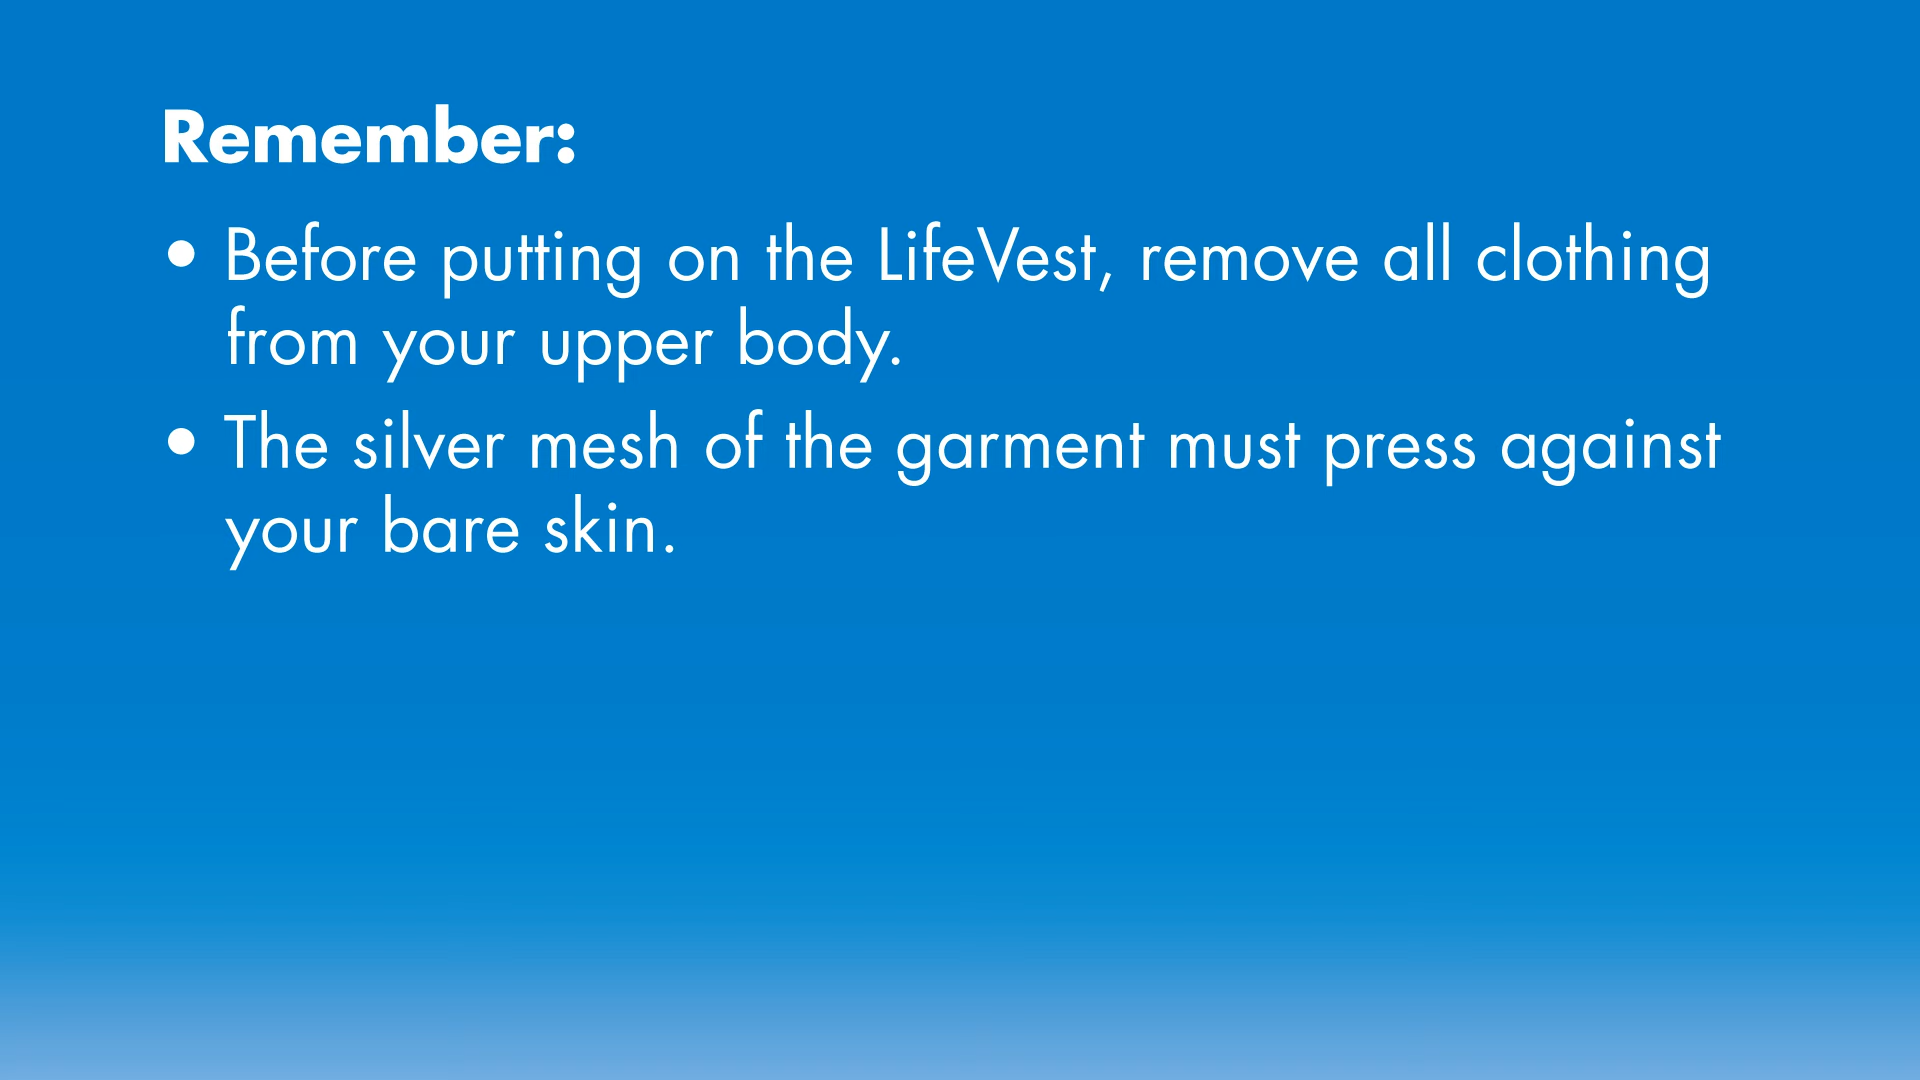 Remember:
• Before putting on the LifeVest, remove all clothing
from your upper body.
• The silver mesh of the garment must press against
your bare skin.